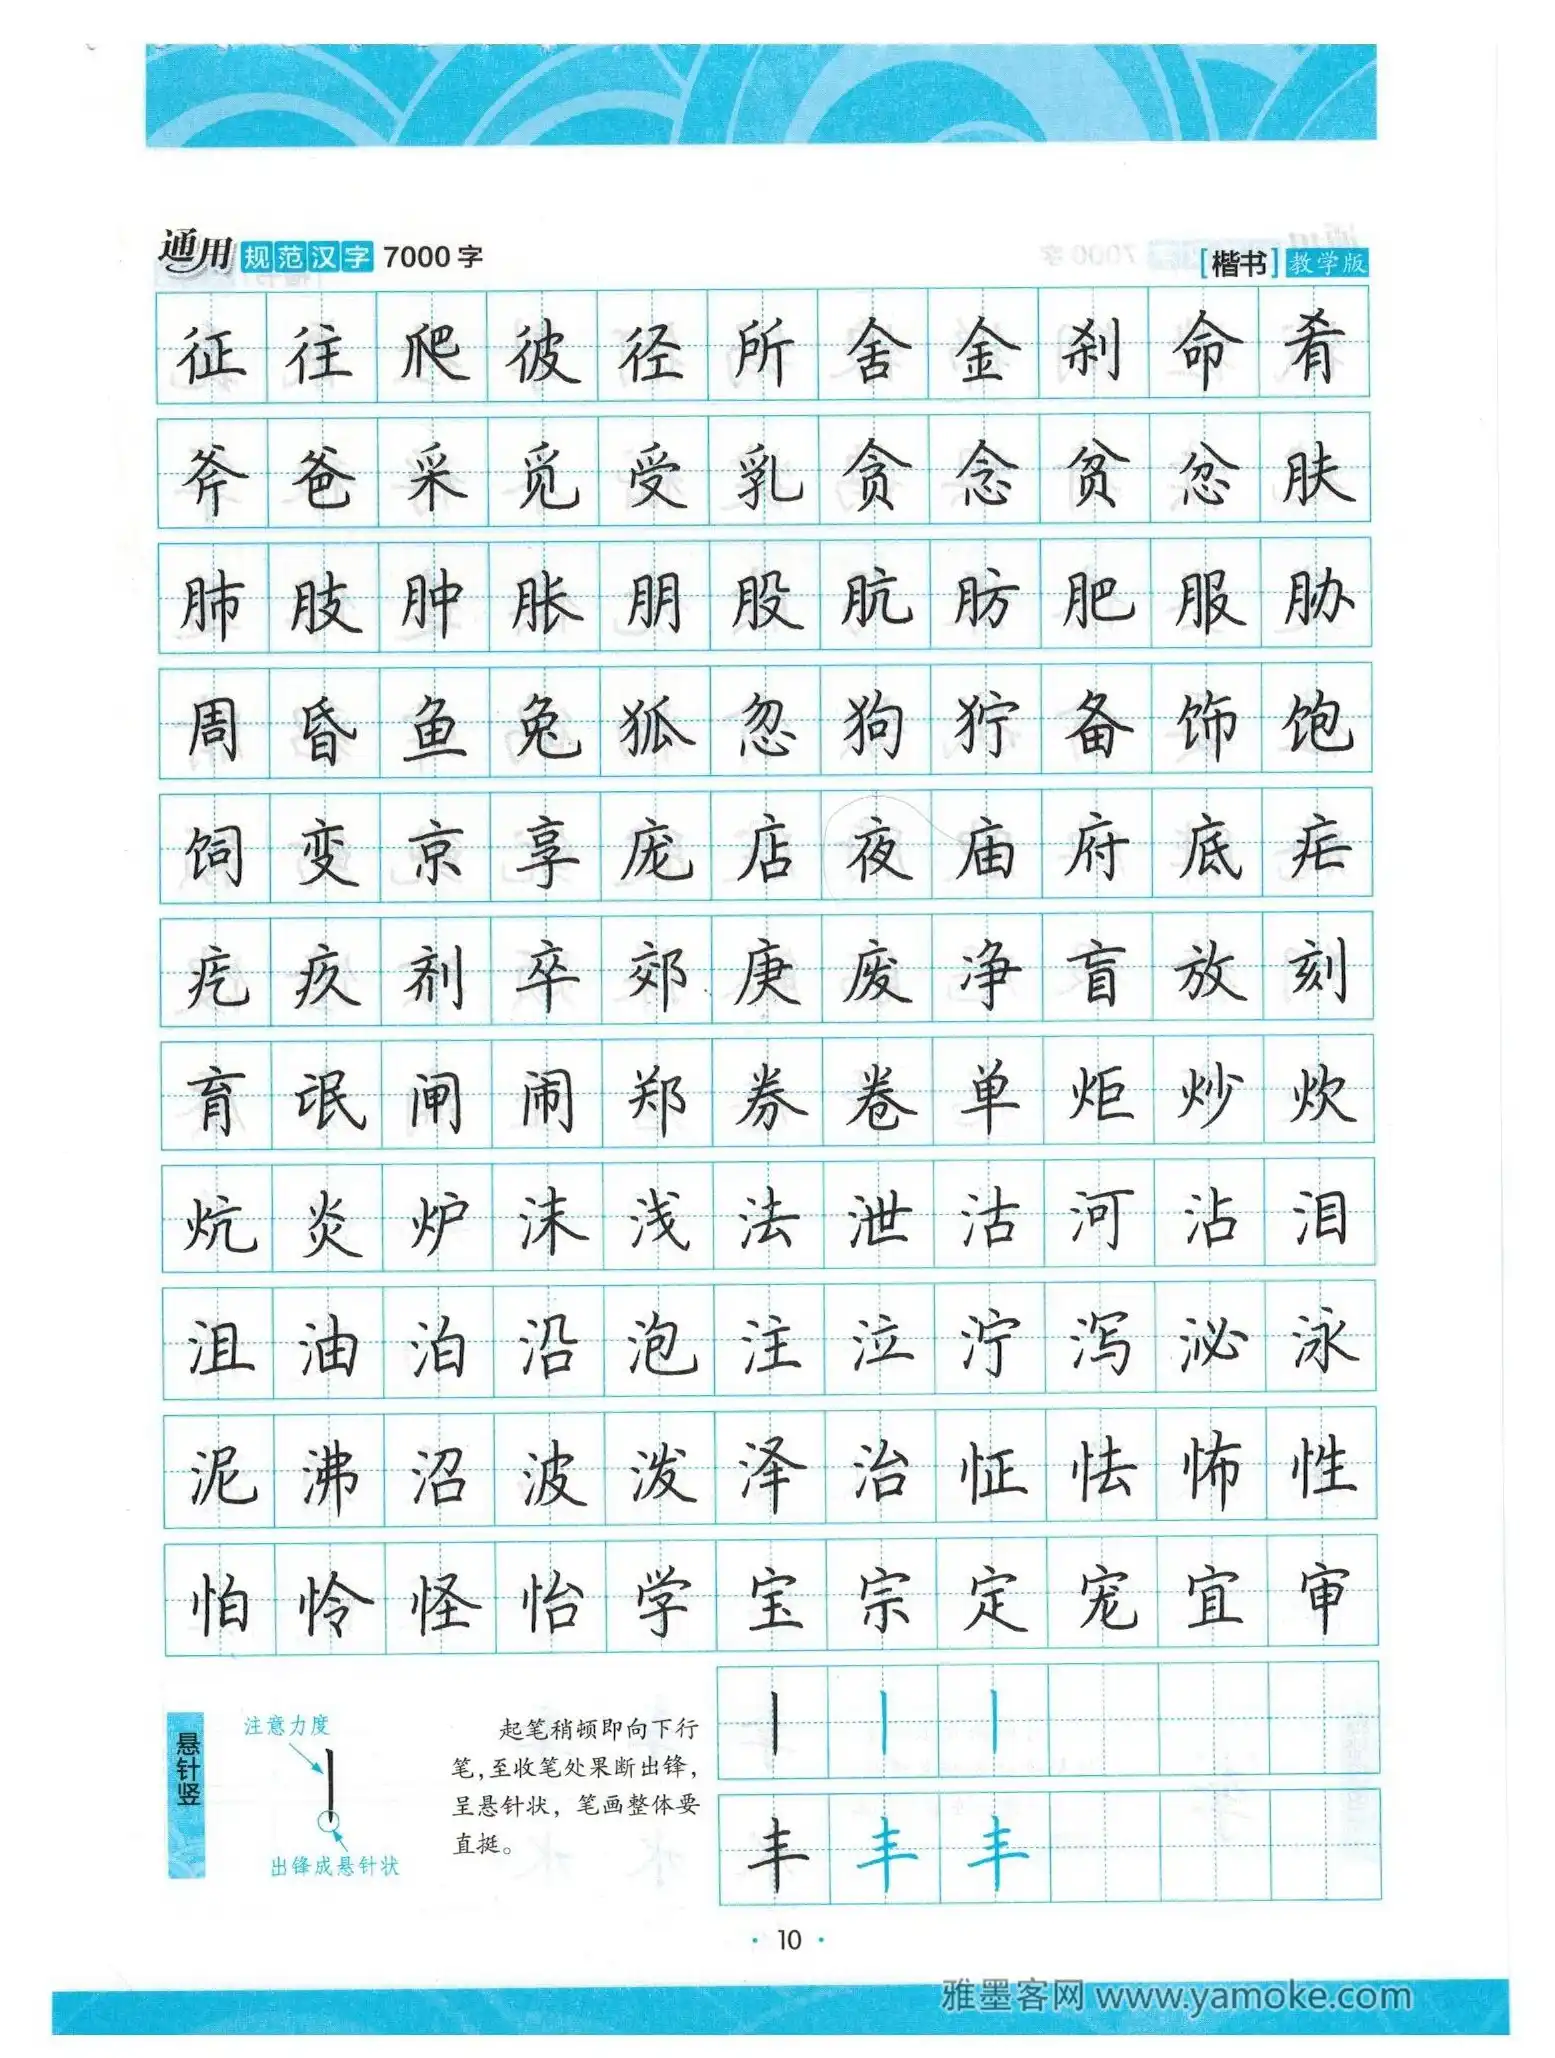 通用规范汉字7000字 [楷书]教学版
征往爬彼径所舍金刹命肴
斧爸采觅受乳贪念贫忿肤
肺肢肿胀朋股肮肪肥服胁
周昏鱼兔狐忽狗狞备饰饱
饲变京享庞店夜庙府底疟
疙疚剂卒郊庚废净盲放刻
育氓闸闹郑券卷单炬炒炊
炕炎炉沫浅法泄沽河沾泪
沮油泊沿泡注泣泞泻泌泳
泥沸沼波泼泽治怔怯怖性
怕怜怪怡学宝宗定宠宜审
悬针竖
注意力度
出锋成悬针状
起笔稍顿即向下行
笔,至收笔处果断出锋,
呈悬针状，笔画整体要
直挺。
丨丨丨
丰丰丰
· 10 ·
雅墨客网 www.yamoke.com